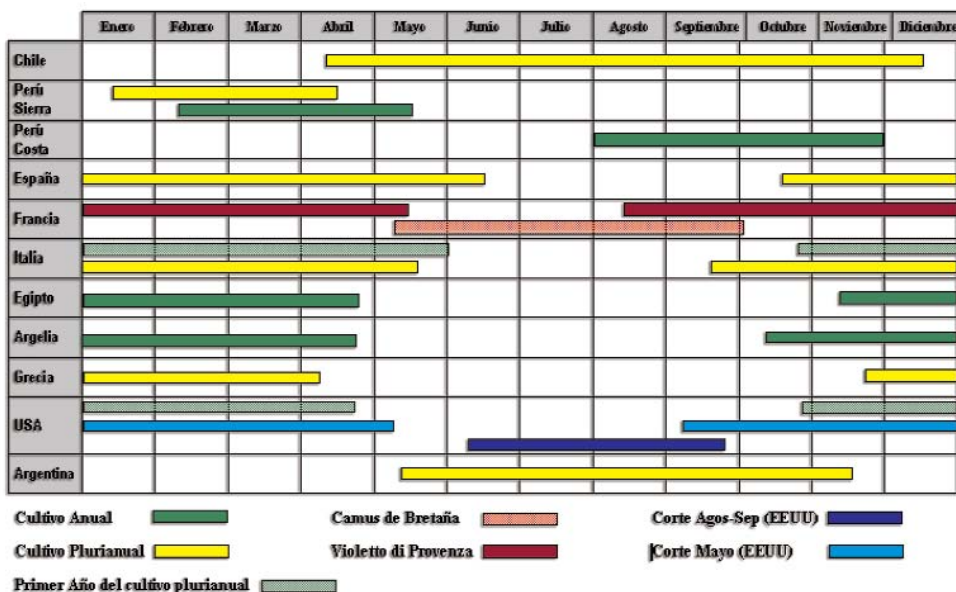 Enero Febrero Marzo Abril Mayo Junio Julio Agosto Septiembre Octubre Noviembre Diciembre
Chile
Perú
Sierra
Perú
Costa
España
Francia
Italia
Egipto
Argelia
Grecia
USA
Argentina
Cultivo Anual Camus de Bretaña Corte Agos-Sep (EEUU)
Cultivo Plurianual Violetto di Provenza Corte Mayo (EEUU)
Primer Año del cultivo plurianual